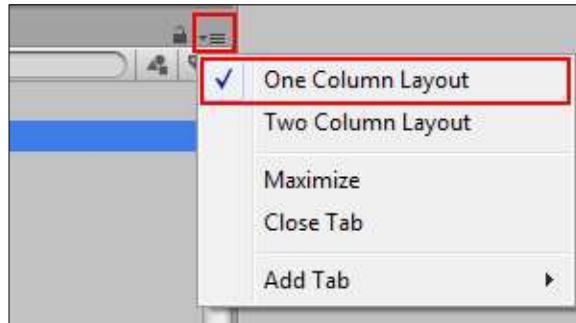 One Column Layout
Two Column Layout
Maximize
Close Tab
Add Tab